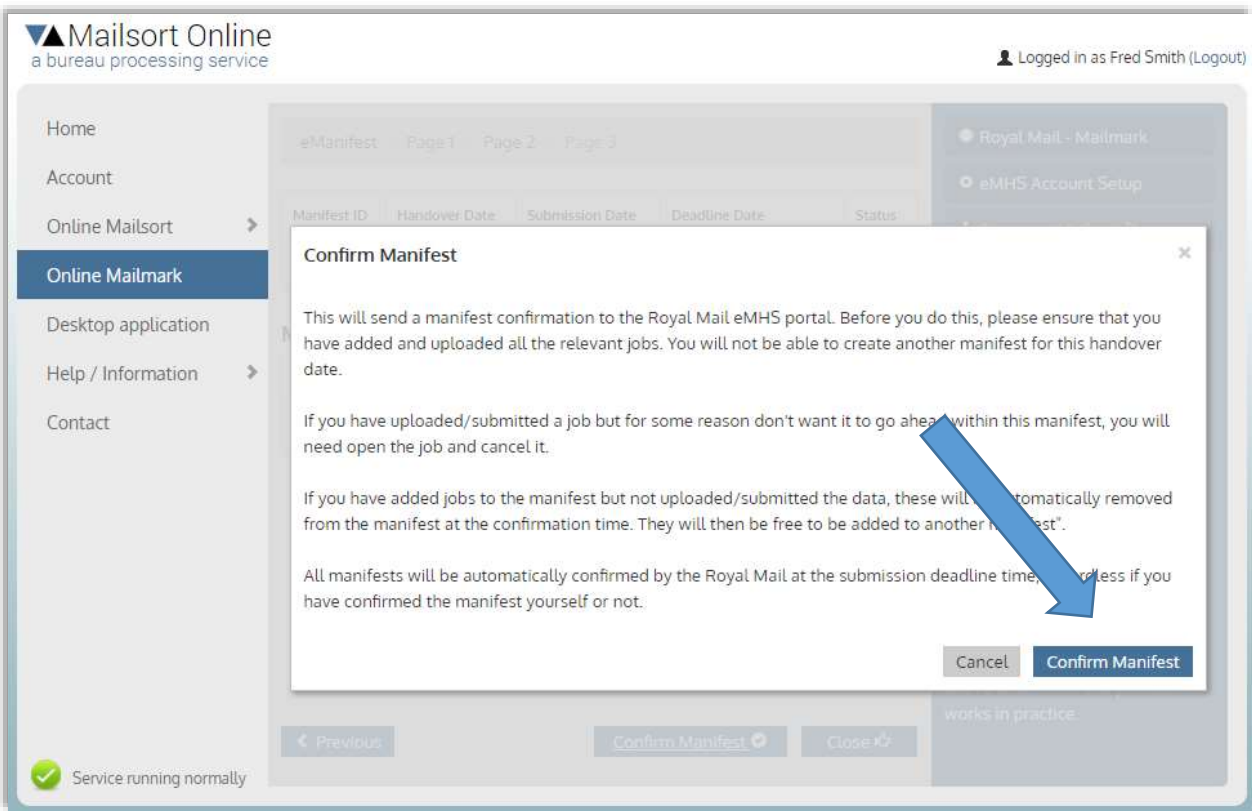 Mailsort Online
a bureau processing service
Logged in as Fred Smith (Logout)
Home
Account
Online Mailsort
Online Mailmark
Desktop application
Help / Information
Contact
Service running normally
eManifest Page 1 Page 2 Page 3
Manifest ID Handover Date Submission Date Deadline Date Status
Royal Mail - Mailmark
eMHS Account Setup
Confirm Manifest
This will send a manifest confirmation to the Royal Mail eMHS portal. Before you do this, please ensure that you
have added and uploaded all the relevant jobs. You will not be able to create another manifest for this handover
date.
If you have uploaded/submitted a job but for some reason don't want it to go ahead within this manifest, you will
need open the job and cancel it.
If you have added jobs to the manifest but not uploaded/submitted the data, these will automatically removed
from the manifest at the confirmation time. They will then be free to be added to another manifest".
All manifests will be automatically confirmed by the Royal Mail at the submission deadline time, regardless if you
have confirmed the manifest yourself or not.
Cancel Confirm Manifest
works in practice.
Previous Confirm Manifest Close